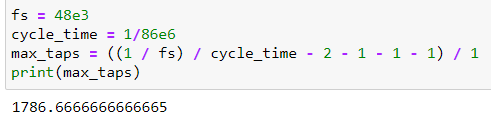 fs = 48e3
cycle_time = 1/86e6
max_taps = ((1 / fs) / cycle_time - 2 - 1 - 1 - 1) / 1
print(max_taps)
1786.6666666666665